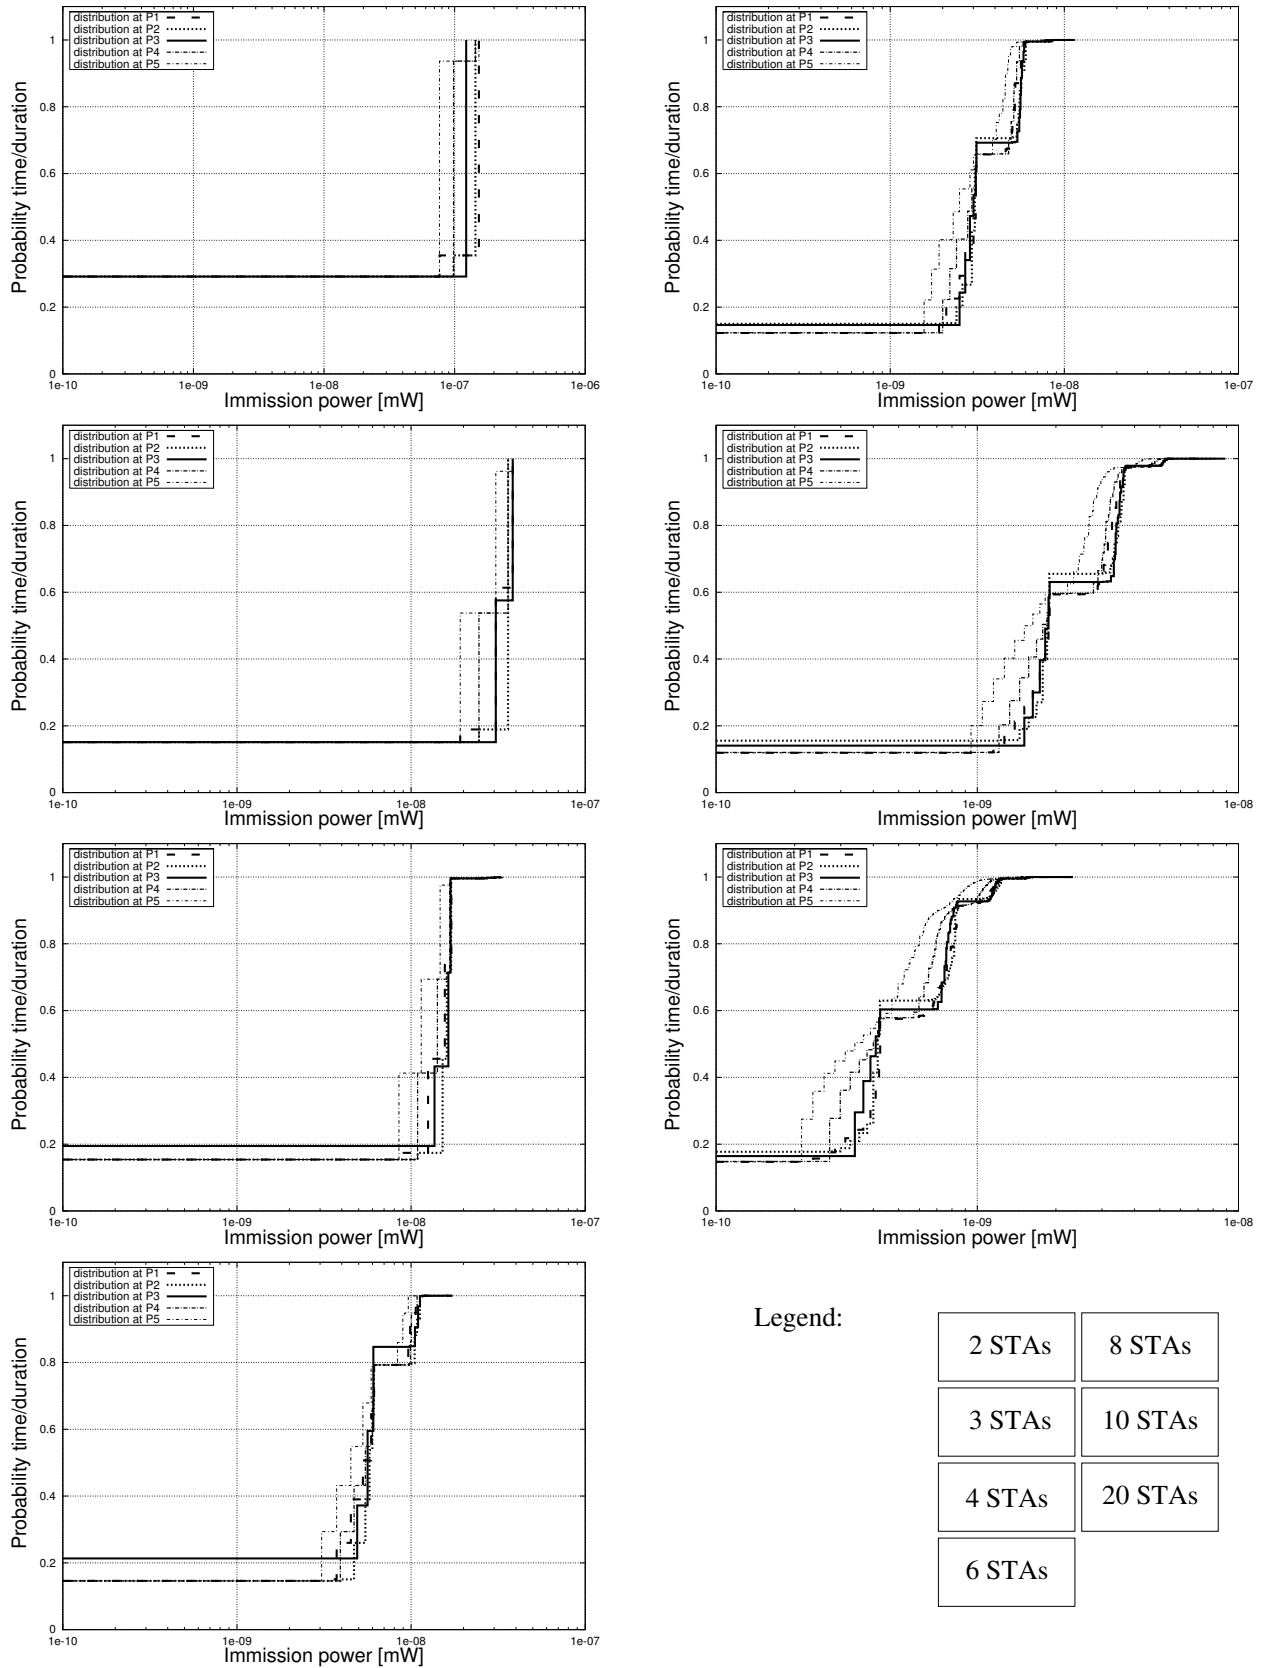 distribution at P1
distribution at P2
distribution at P3
distribution at P4
distribution at P5
Probability time/duration
1
0.8
0.6
0.4
0.2
0
1e-10 1e-09 1e-08 1e-07 1e-06
Immission power [mW]
distribution at P1
distribution at P2
distribution at P3
distribution at P4
distribution at P5
Probability time/duration
1
0.8
0.6
0.4
0.2
0
1e-10 1e-09 1e-08 1e-07
Immission power [mW]
distribution at P1
distribution at P2
distribution at P3
distribution at P4
distribution at P5
Probability time/duration
1
0.8
0.6
0.4
0.2
0
1e-10 1e-09 1e-08 1e-07
Immission power [mW]
distribution at P1
distribution at P2
distribution at P3
distribution at P4
distribution at P5
Probability time/duration
1
0.8
0.6
0.4
0.2
0
1e-10 1e-09 1e-08
Immission power [mW]
distribution at P1
distribution at P2
distribution at P3
distribution at P4
distribution at P5
Probability time/duration
1
0.8
0.6
0.4
0.2
0
1e-10 1e-09 1e-08 1e-07
Immission power [mW]
distribution at P1
distribution at P2
distribution at P3
distribution at P4
distribution at P5
Probability time/duration
1
0.8
0.6
0.4
0.2
0
1e-10 1e-09 1e-08
Immission power [mW]
distribution at P1
distribution at P2
distribution at P3
distribution at P4
distribution at P5
Probability time/duration
1
0.8
0.6
0.4
0.2
0
1e-10 1e-09 1e-08 1e-07
Immission power [mW]
Legend:
2 STAs 8 STAs
3 STAs 10 STAs
4 STAs 20 STAs
6 STAs